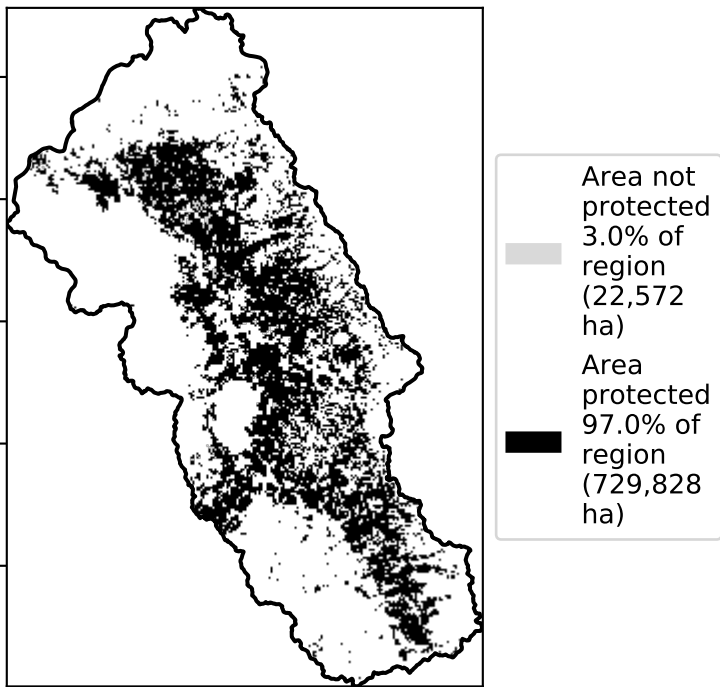 Area not
protected
3.0% of
region
(22,572
ha)
Area
protected
97.0% of
region
(729,828
ha)